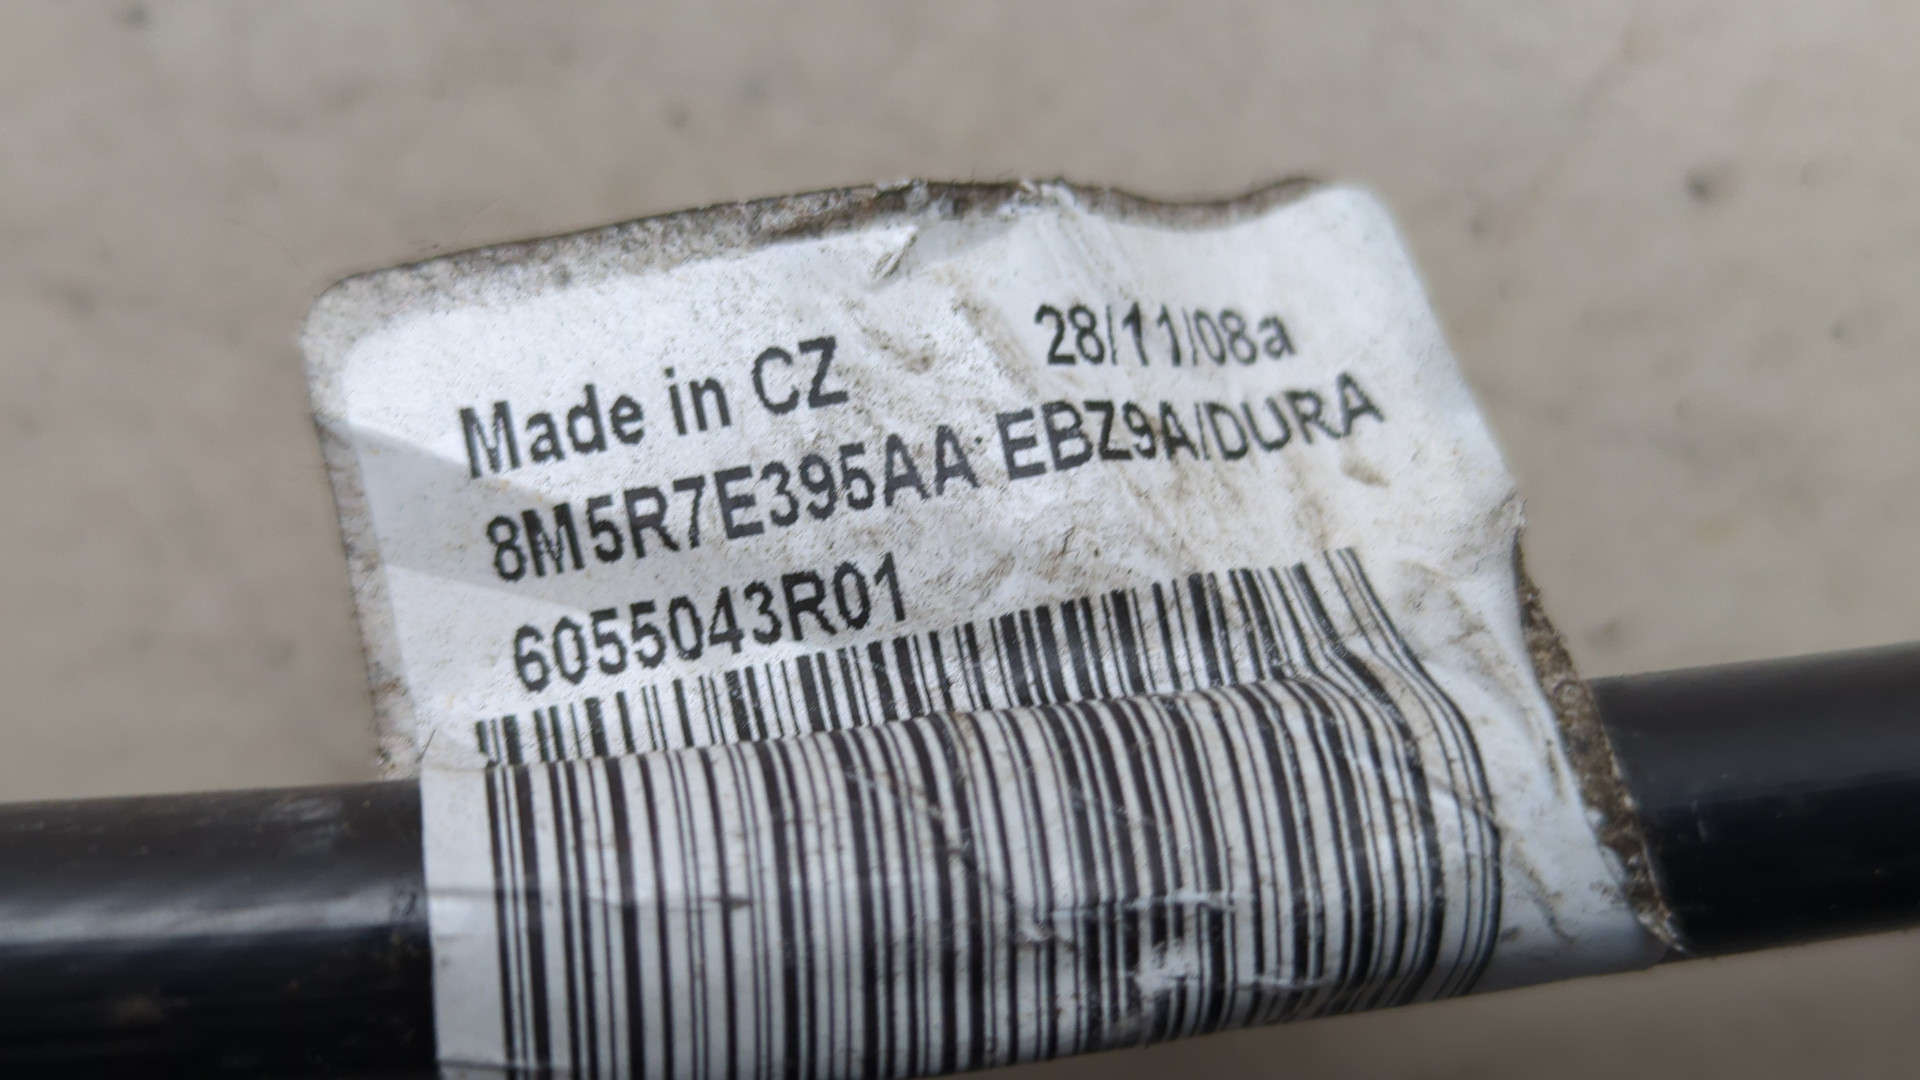 Made in CZ 28/11/08a
8M5R7E395AA EBZ9A/DURA
6055043R01